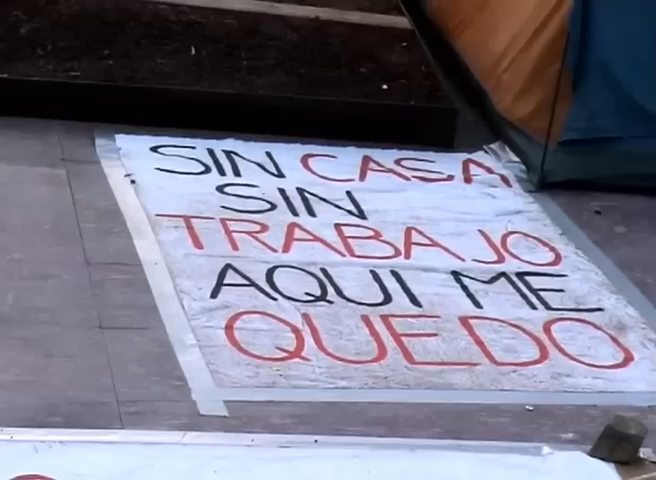 SIN CASA
SIN
TRABAJO
AQUI ME
QUEDO